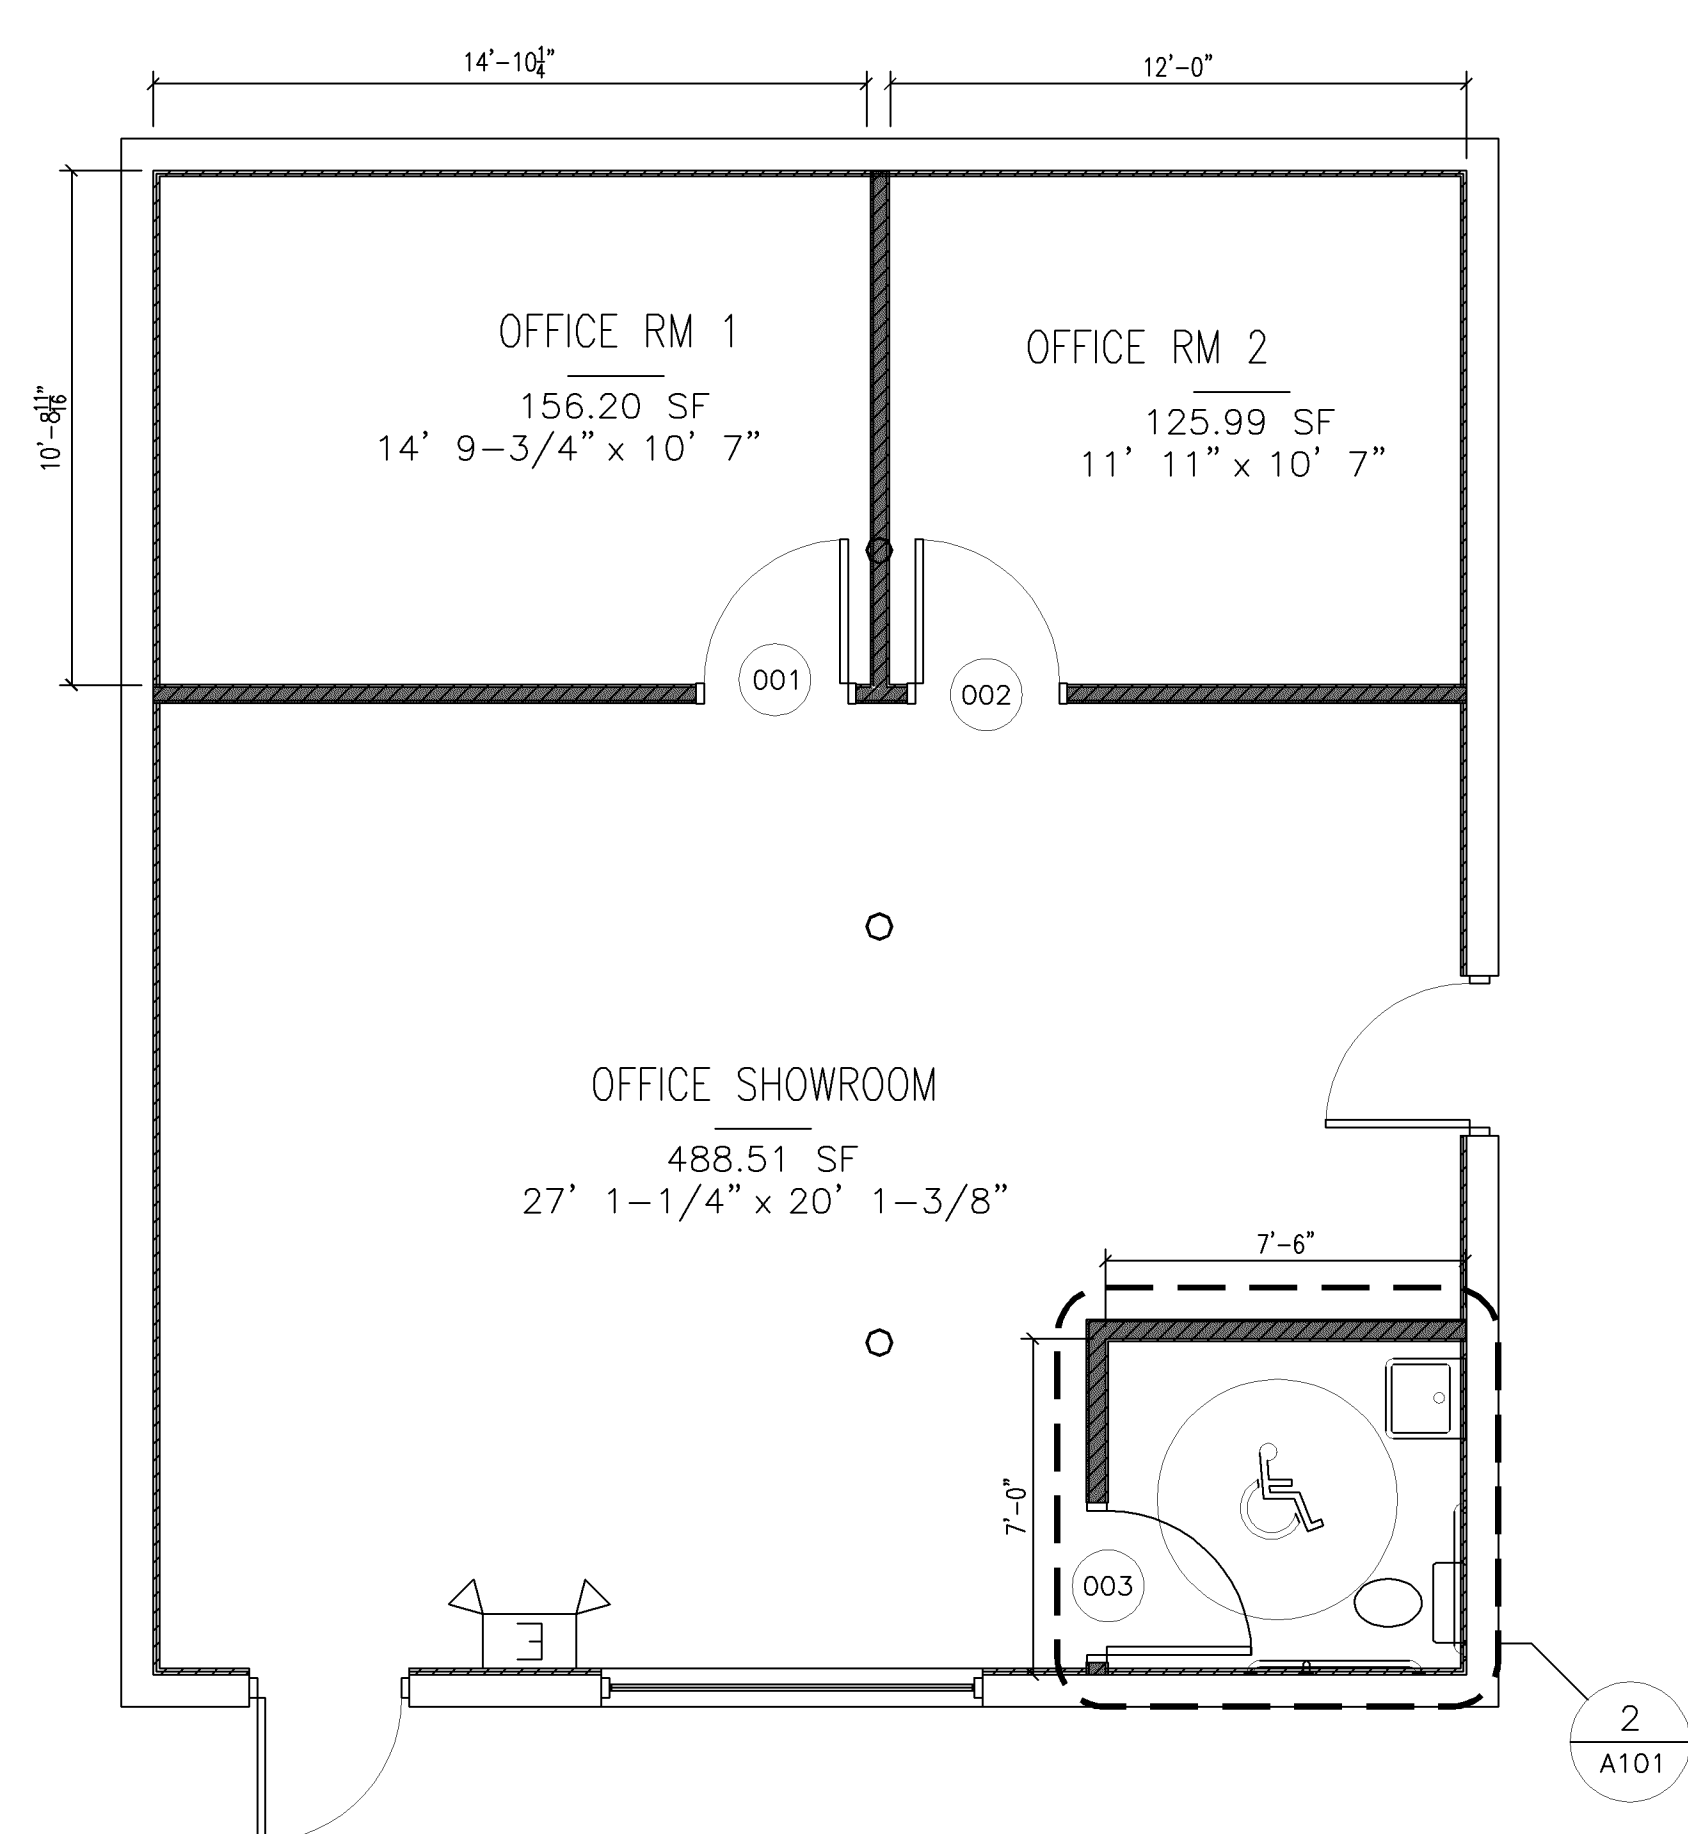 14'-10 1/4"
12'-0"
10'-8 11/16"
OFFICE RM 1
156.20 SF
14' 9-3/4" x 10' 7"
OFFICE RM 2
125.99 SF
11' 11" x 10' 7"
001
002
OFFICE SHOWROOM
488.51 SF
27' 1-1/4" x 20' 1-3/8"
7'-6"
7'-0"
003
E
2
A101